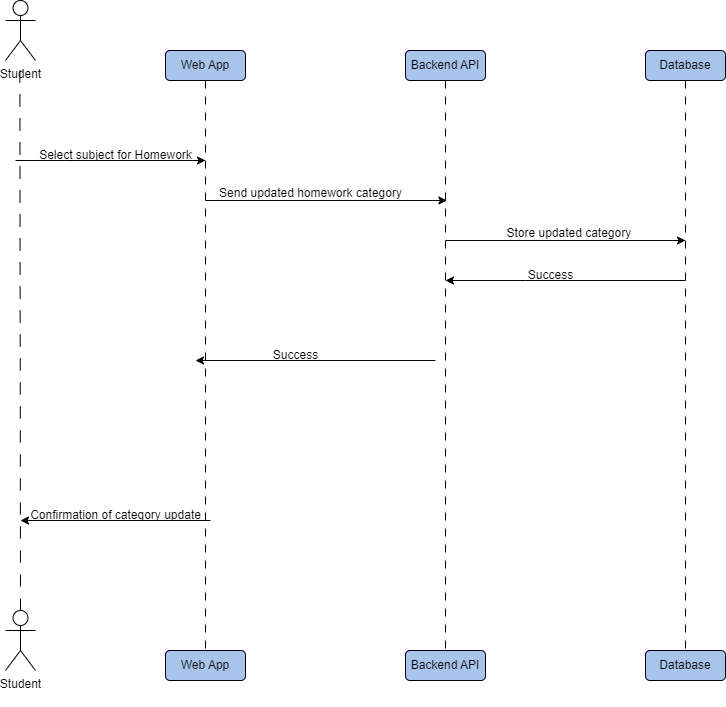 Student
Web App
Backend API
Database
Select subject for Homework
Send updated homework category
Store updated category
Success
Success
Confirmation of category update
Web App
Backend API
Database
Student